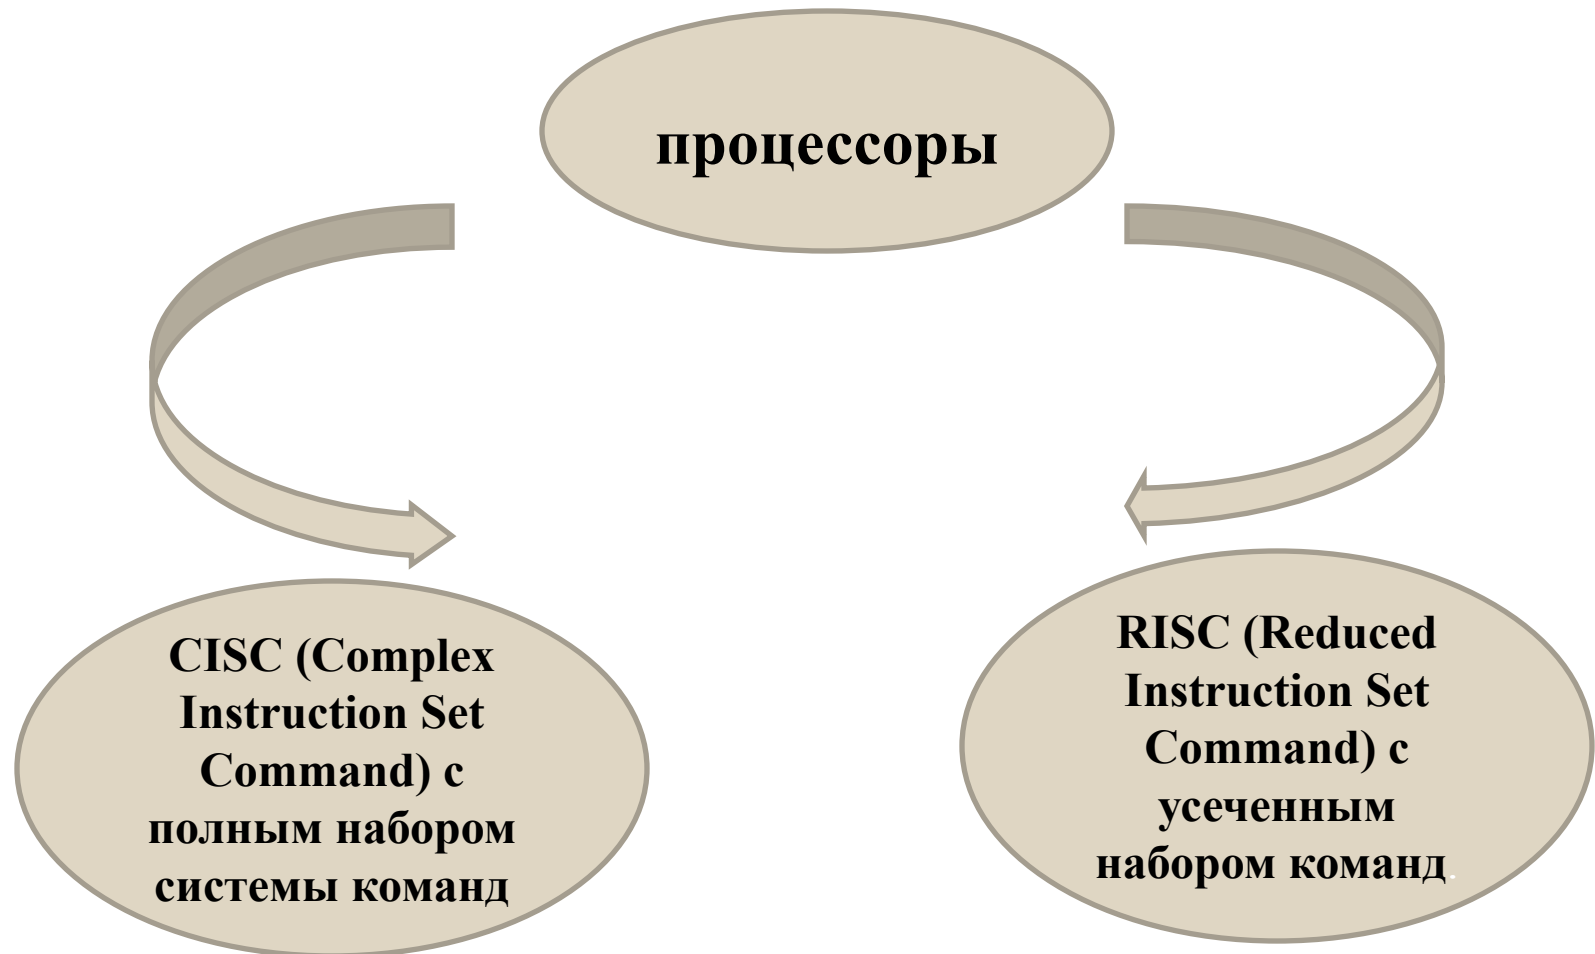 процессоры
CISC (Complex
Instruction Set
Command) с
полным набором
системы команд
RISC (Reduced
Instruction Set
Command) с
усеченным
набором команд.